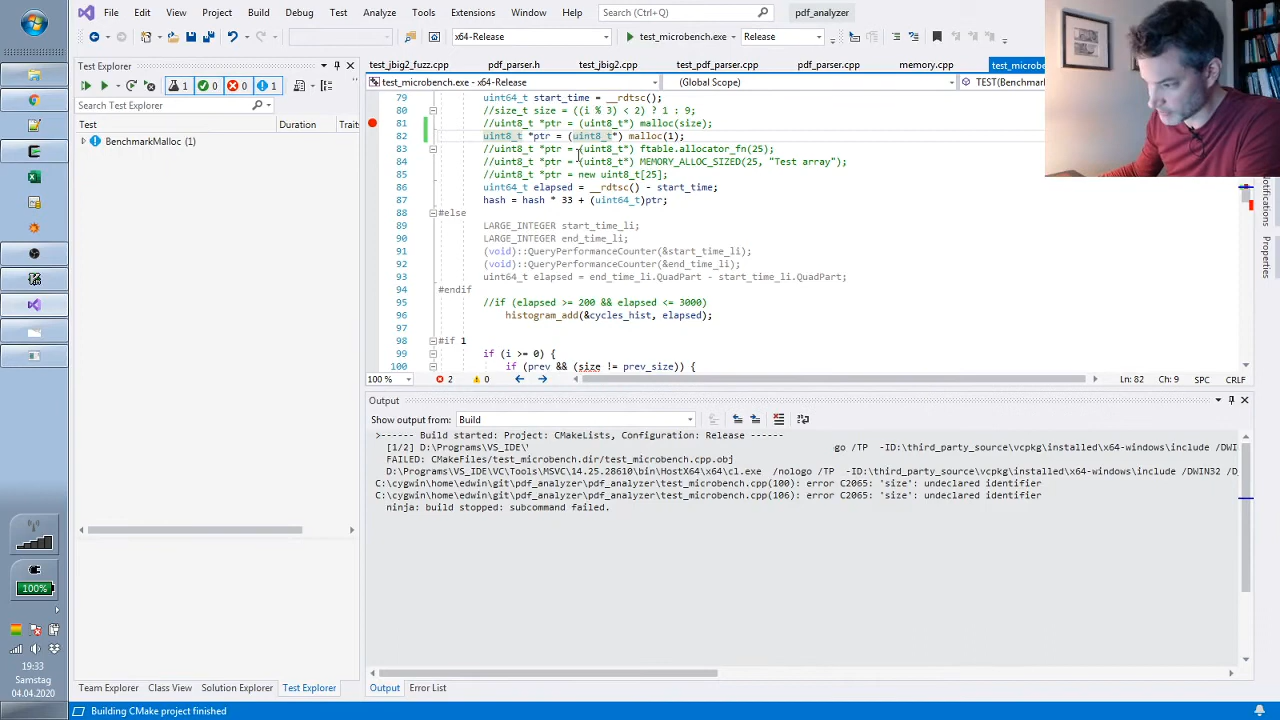 File Edit View Project Build Debug Test Analyze Tools Extensions Window Help Search (Ctrl+Q) pdf_analyzer
x64-Release test_microbench.exe Release
Test Explorer
test_jbig2_fuzz.cpp pdf_parser.h test_jbig2.cpp pdf_parser.cpp memory.cpp test_microbe
test_microbench.exe - x64-Release (Global Scope) TEST(Benchmar
1 0 0 1
Search Test Explorer
Test Duration Traits
BenchmarkMalloc (1)
79 uint64_t start_time = __rdtsc();
80 //size_t size = ((i % 3) < 2) ? 1 : 9;
81 //uint8_t *ptr = (uint8_t*) malloc(size);
82 uint8_t *ptr = (uint8_t*) malloc(1);
83 //uint8_t *ptr = (uint8_t*) ftable.allocator_fn(25);
84 //uint8_t *ptr = (uint8_t*) MEMORY_ALLOC_SIZED(25, "Test array");
85 //uint8_t *ptr = new uint8_t[25];
86 uint64_t elapsed = __rdtsc() - start_time;
87 hash = hash * 33 + (uint64_t)ptr;
88 #else
89 LARGE_INTEGER start_time_li;
90 LARGE_INTEGER end_time_li;
91 (void)::QueryPerformanceCounter(&start_time_li);
92 (void)::QueryPerformanceCounter(&end_time_li);
93 uint64_t elapsed = end_time_li.QuadPart - start_time_li.QuadPart;
94 #endif
95 //if (elapsed >= 200 && elapsed <= 3000)
96 histogram_add(&cycles_hist, elapsed);
97
98 #if 1
99 if (i >= 0) {
100 if (prev && (size != prev_size)) {
100 % 2 0 Ln: 82 Ch: 9 SPC CRLF
Notifications
Properties
Output
Show output from: Build
>------ Build started: Project: CMakeLists, Configuration: Release ------
[1/2] D:\Programs\VS_IDE\' go /TP -ID:\third_party_source\vcpkg\installed\x64-windows\include /DWIN
FAILED: CMakeFiles/test_microbench.dir/test_microbench.cpp.obj
D:\Programs\VS_IDE\VC\Tools\MSVC\14.25.28610\bin\HostX64\x64\cl.exe /nologo /TP -ID:\third_party_source\vcpkg\installed\x64-windows\include /DWIN32 /D
C:\cygwin\home\edwin\git\pdf_analyzer\pdf_analyzer\test_microbench.cpp(100): error C2065: 'size': undeclared identifier
C:\cygwin\home\edwin\git\pdf_analyzer\pdf_analyzer\test_microbench.cpp(106): error C2065: 'size': undeclared identifier
ninja: build stopped: subcommand failed.
100%
19:33
Samstag
04.04.2020
Team Explorer Class View Solution Explorer Test Explorer Output Error List
Building CMake project finished